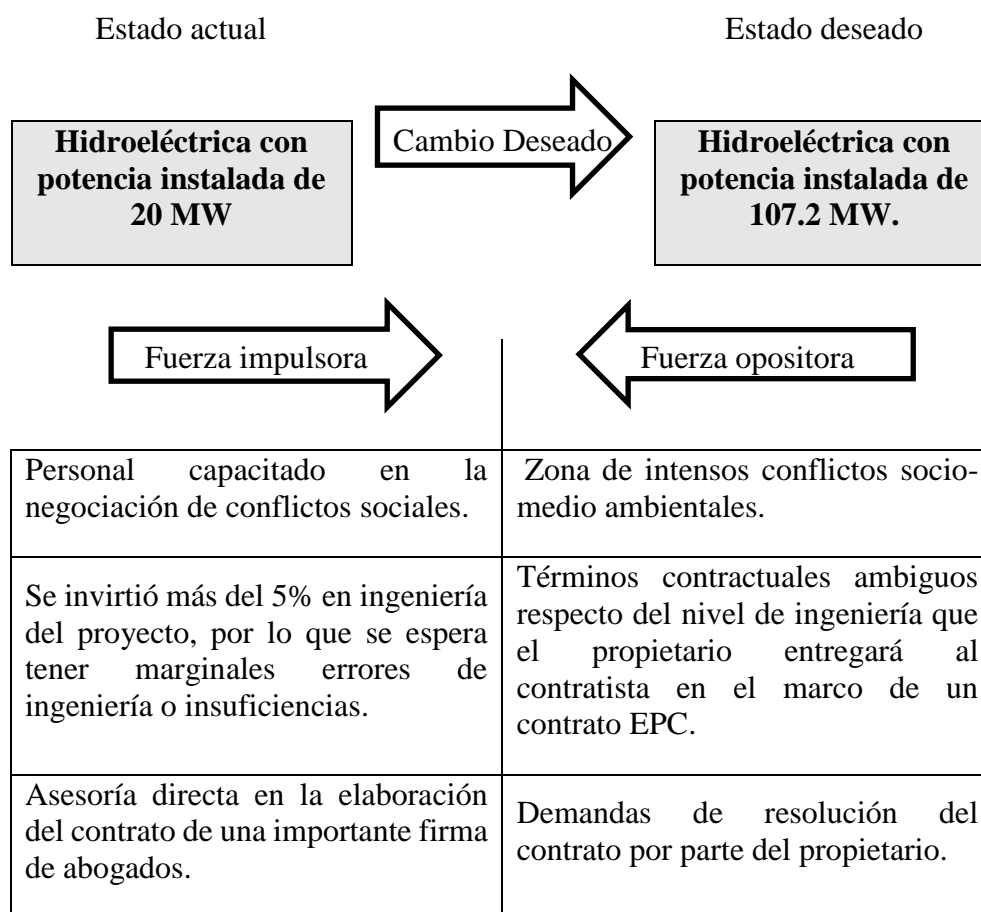 Estado actual
Estado deseado
Hidroeléctrica con
potencia instalada de
20 MW
Cambio Deseado
Hidroeléctrica con
potencia instalada de
107.2 MW.
Fuerza impulsora
Fuerza opositora
Personal capacitado en la
negociación de conflictos sociales.
Zona de intensos conflictos socio-
medio ambientales.
Se invirtió más del 5% en ingeniería
del proyecto, por lo que se espera
tener marginales errores de
ingeniería o insuficiencias.
Términos contractuales ambiguos
respecto del nivel de ingeniería que
el propietario entregará al
contratista en el marco de un
contrato EPC.
Asesoría directa en la elaboración
del contrato de una importante firma
de abogados.
Demandas de resolución del
contrato por parte del propietario.